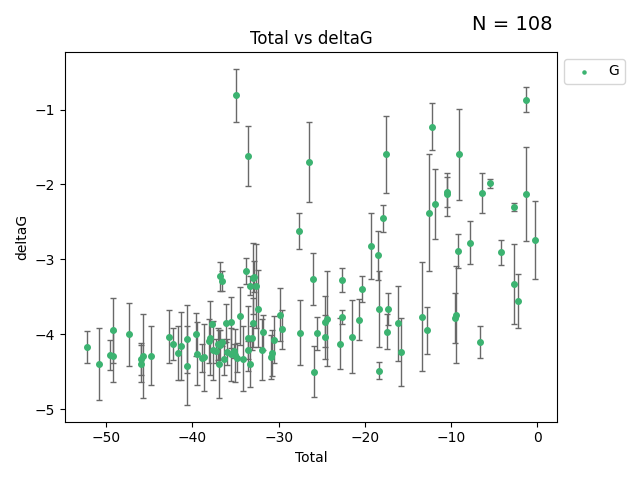 N = 108
Total vs deltaG
G
deltaG
−1
−2
−3
−4
−5
−50
−40
−30
−20
−10
0
Total